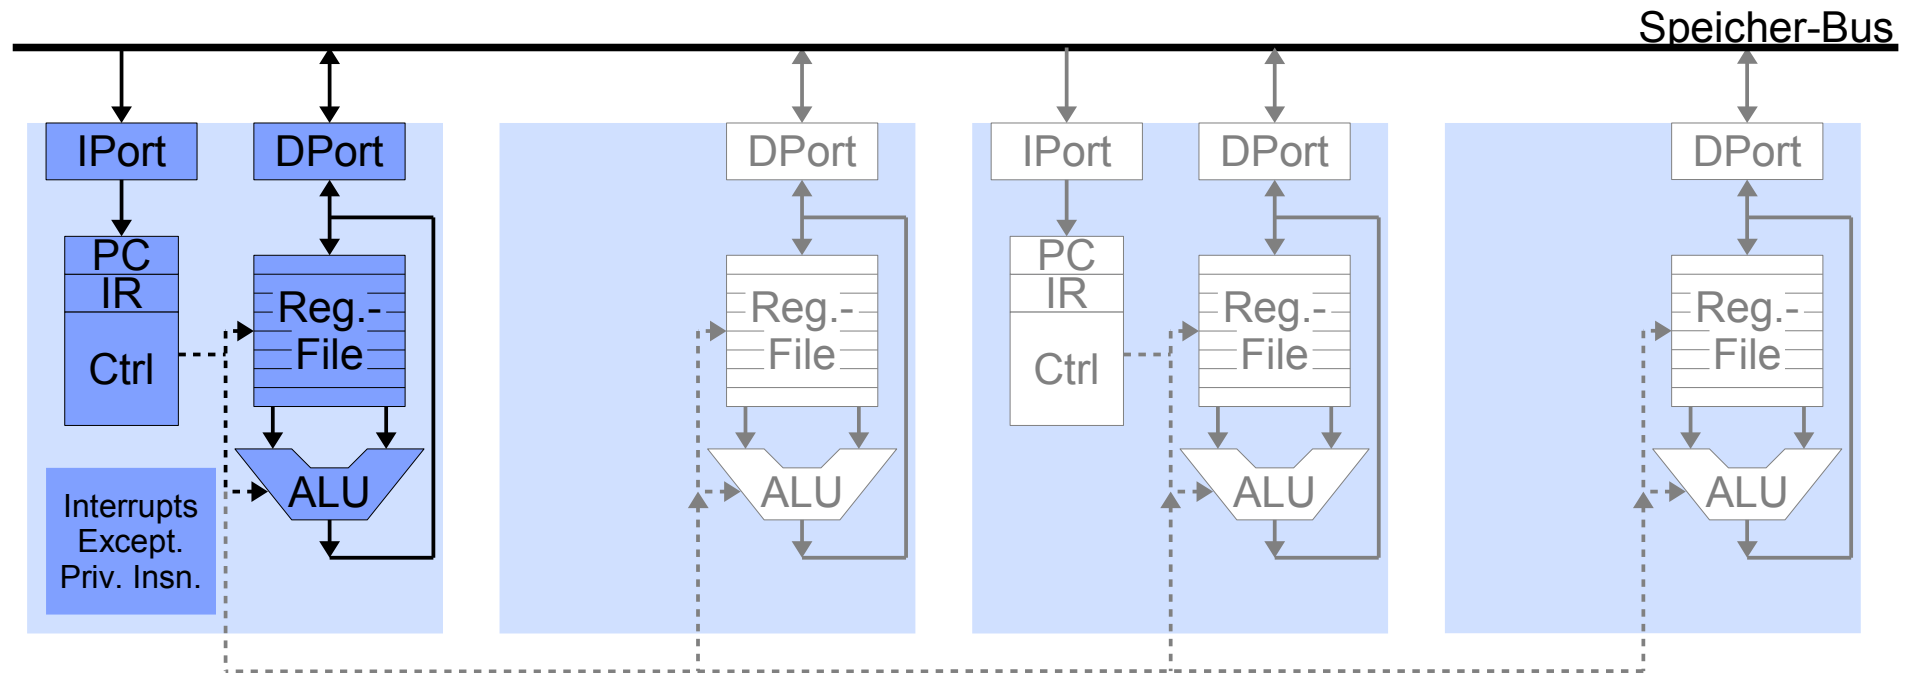 Speicher-Bus
IPort
DPort
PC
IR
Ctrl
Reg.-
File
ALU
Interrupts
Except.
Priv. Insn.
DPort
Reg.-
File
ALU
IPort
DPort
PC
IR
Ctrl
Reg.-
File
ALU
DPort
Reg.-
File
ALU